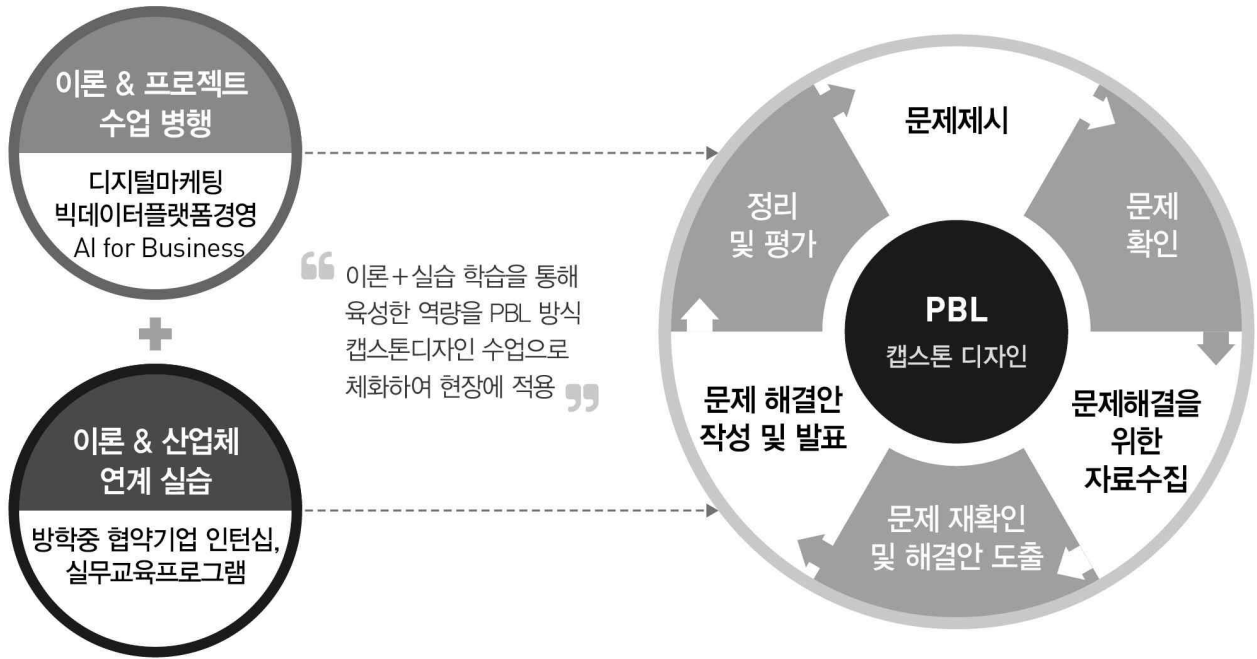 이론 & 프로젝트
수업 병행
디지털마케팅
빅데이터플랫폼경영
AI for Business
이론 & 산업체
연계 실습
방학중 협약기업 인턴십,
실무교육프로그램
“ 이론+실습 학습을 통해
육성한 역량을 PBL 방식
캡스톤디자인 수업으로
체화하여 현장에 적용 ”
문제제시
문제
확인
문제해결을
위한
자료수집
문제 재확인
및 해결안 도출
문제 해결안
작성 및 발표
정리
및 평가
PBL
캡스톤 디자인